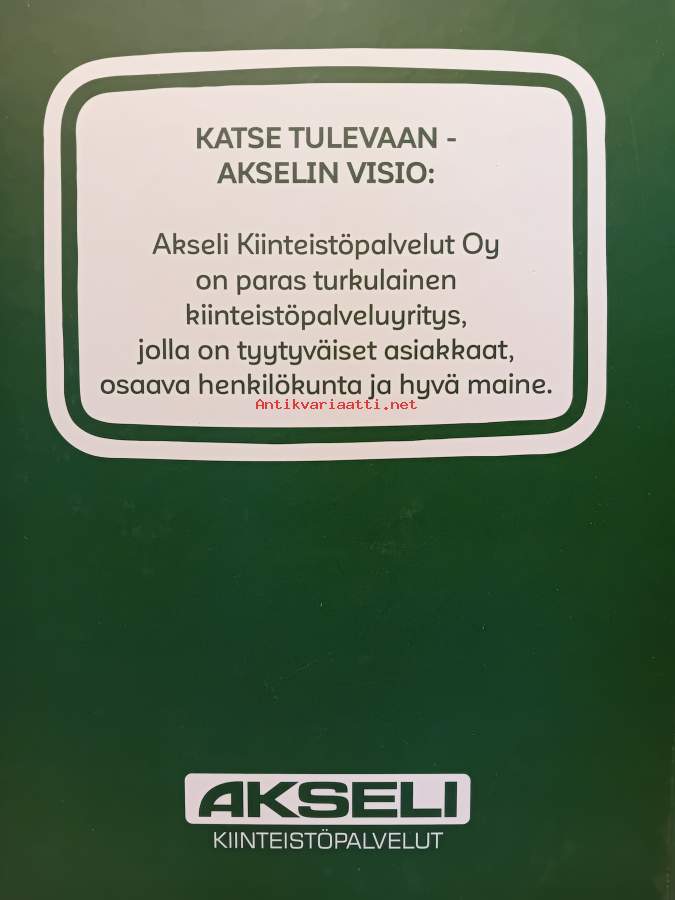 KATSE TULEVAAN -
AKSELIN VISIO:
Akseli Kiinteistöpalvelut Oy
on paras turkulainen
kiinteistöpalveluyritys,
jolla on tyytyväiset asiakkaat,
osaava henkilökunta ja hyvä maine.
Antikvariaatti.net
AKSELI
KIINTEISTÖPALVELUT